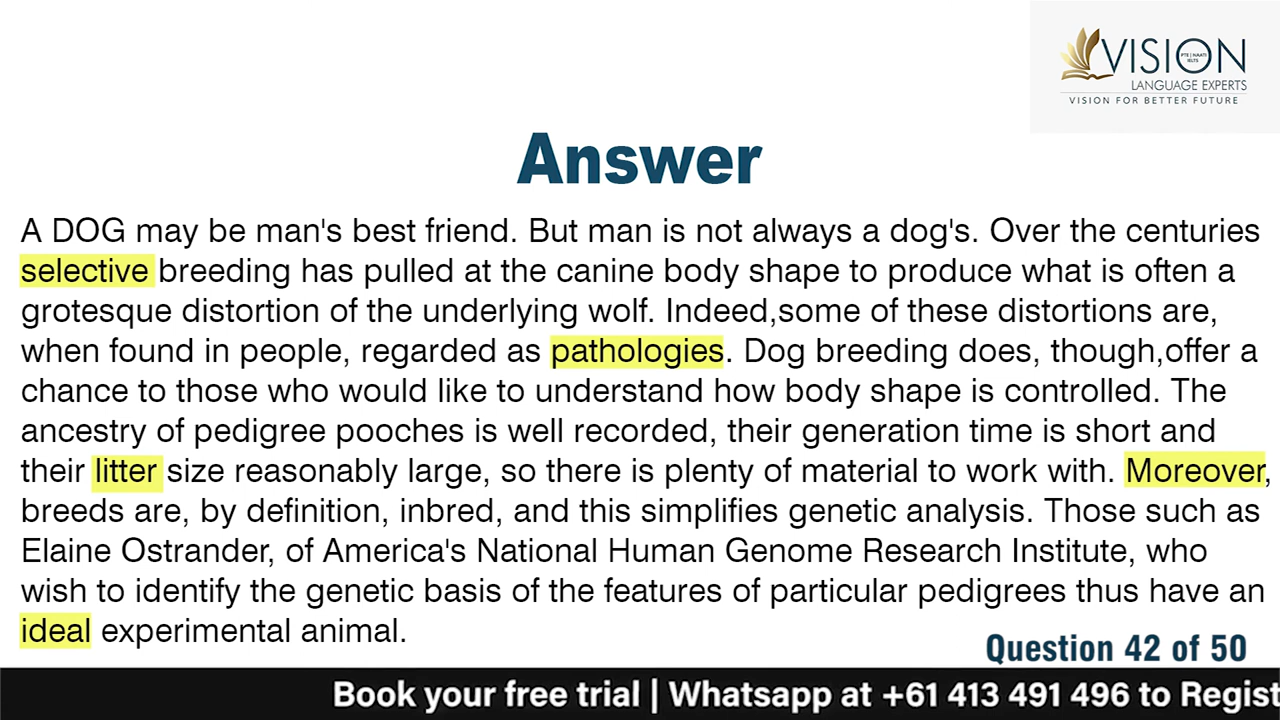 VISION
PTE | NAATI
IELTS
LANGUAGE EXPERTS
VISION FOR BETTER FUTURE
Answer
A DOG may be man's best friend. But man is not always a dog's. Over the centuries
selective breeding has pulled at the canine body shape to produce what is often a
grotesque distortion of the underlying wolf. Indeed,some of these distortions are,
when found in people, regarded as pathologies. Dog breeding does, though,offer a
chance to those who would like to understand how body shape is controlled. The
ancestry of pedigree pooches is well recorded, their generation time is short and
their litter size reasonably large, so there is plenty of material to work with. Moreover,
breeds are, by definition, inbred, and this simplifies genetic analysis. Those such as
Elaine Ostrander, of America's National Human Genome Research Institute, who
wish to identify the genetic basis of the features of particular pedigrees thus have an
ideal experimental animal.
Question 42 of 50
Book your free trial | Whatsapp at +61 413 491 496 to Regist